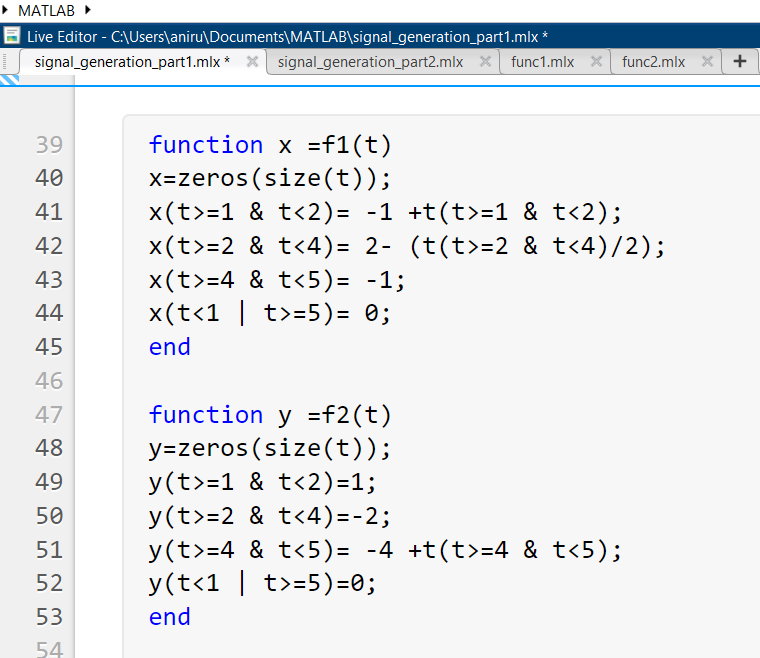 MATLAB
Live Editor - C:\Users\aniru\Documents\MATLAB\signal_generation_part1.mlx *
signal_generation_part1.mlx * signal_generation_part2.mlx func1.mlx func2.mlx +
39 function x =f1(t)
40 x=zeros(size(t));
41 x(t>=1 & t<2)= -1 +t(t>=1 & t<2);
42 x(t>=2 & t<4)= 2- (t(t>=2 & t<4)/2);
43 x(t>=4 & t<5)= -1;
44 x(t<1 | t>=5)= 0;
45 end
46
47 function y =f2(t)
48 y=zeros(size(t));
49 y(t>=1 & t<2)=1;
50 y(t>=2 & t<4)=-2;
51 y(t>=4 & t<5)= -4 +t(t>=4 & t<5);
52 y(t<1 | t>=5)=0;
53 end
54